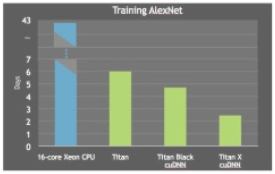 Training AlexNet
43
7
6
5
4
3
2
1
0
Days
16-core Xeon CPU
Titan
Titan Black
cuDNN
Titan X
cuDNN